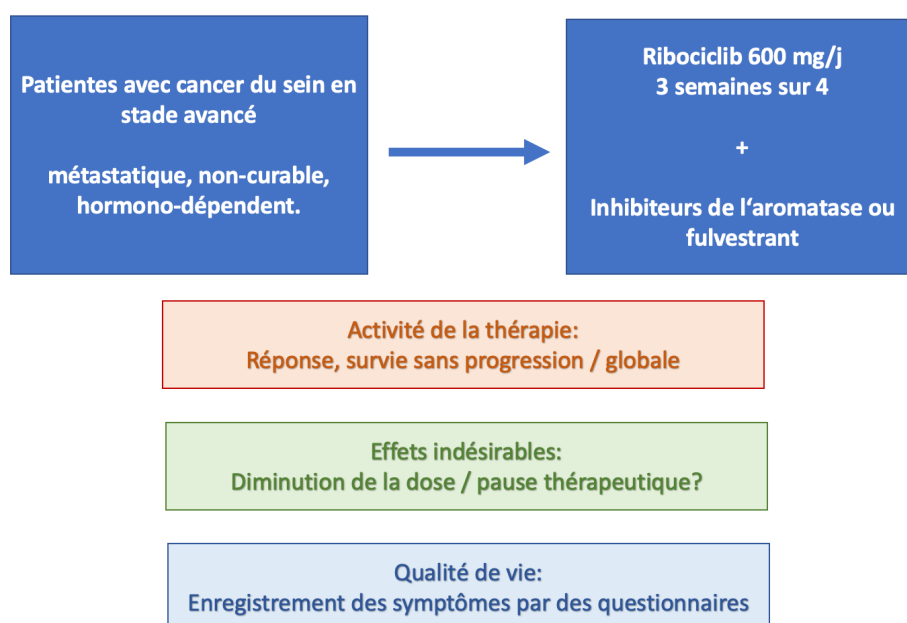 Patientes avec cancer du sein en
stade avancé
métastatique, non-curable,
hormono-dépendent.
Ribociclib 600 mg/j
3 semaines sur 4
+
Inhibiteurs de l‘aromatase ou
fulvestrant
Activité de la thérapie:
Réponse, survie sans progression / globale
Effets indésirables:
Diminution de la dose / pause thérapeutique?
Qualité de vie:
Enregistrement des symptômes par des questionnaires